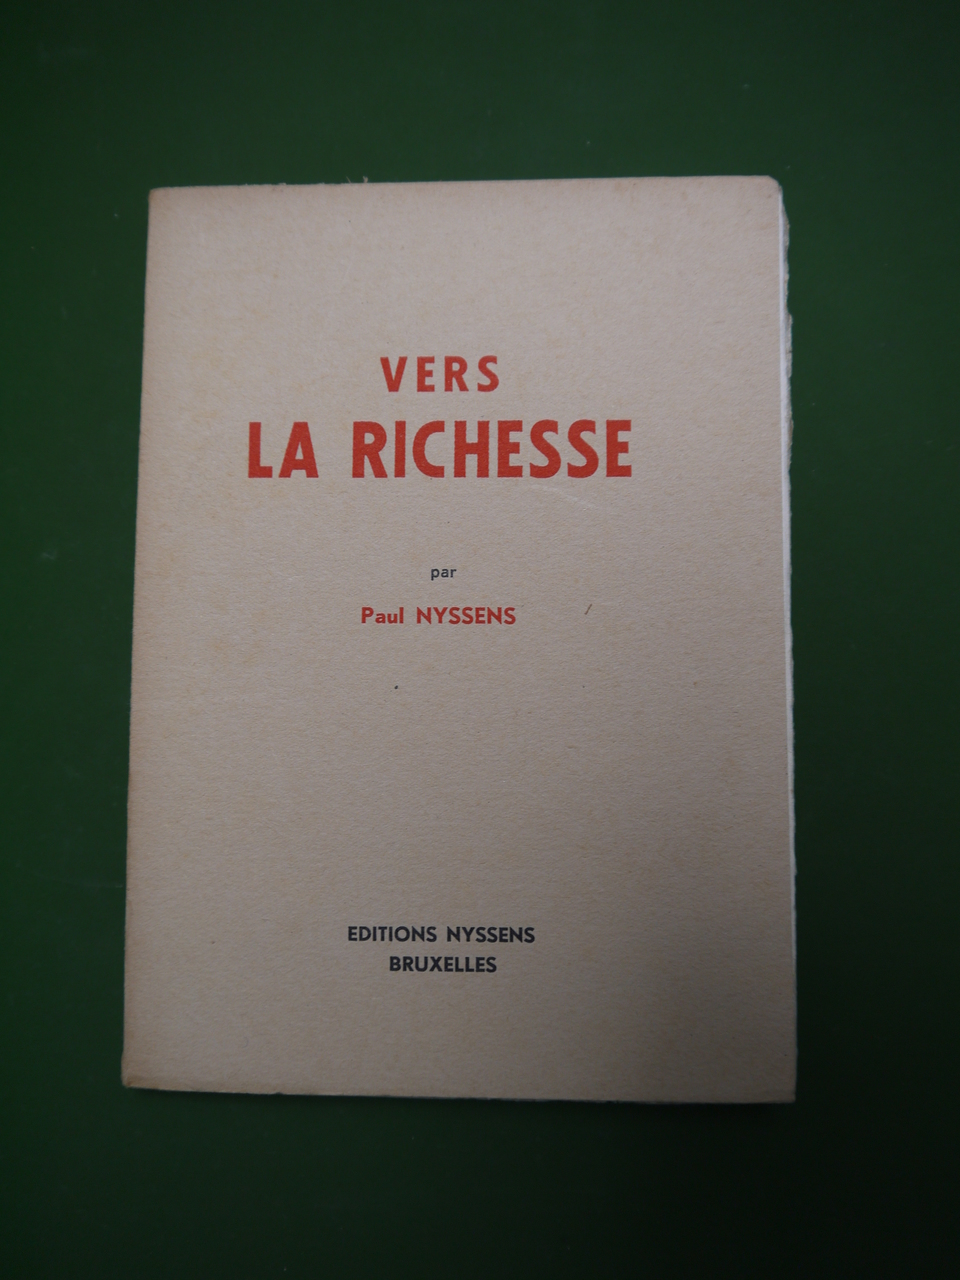 VERS
LA RICHESSE
par
Paul NYSSENS
EDITIONS NYSSENS
BRUXELLES